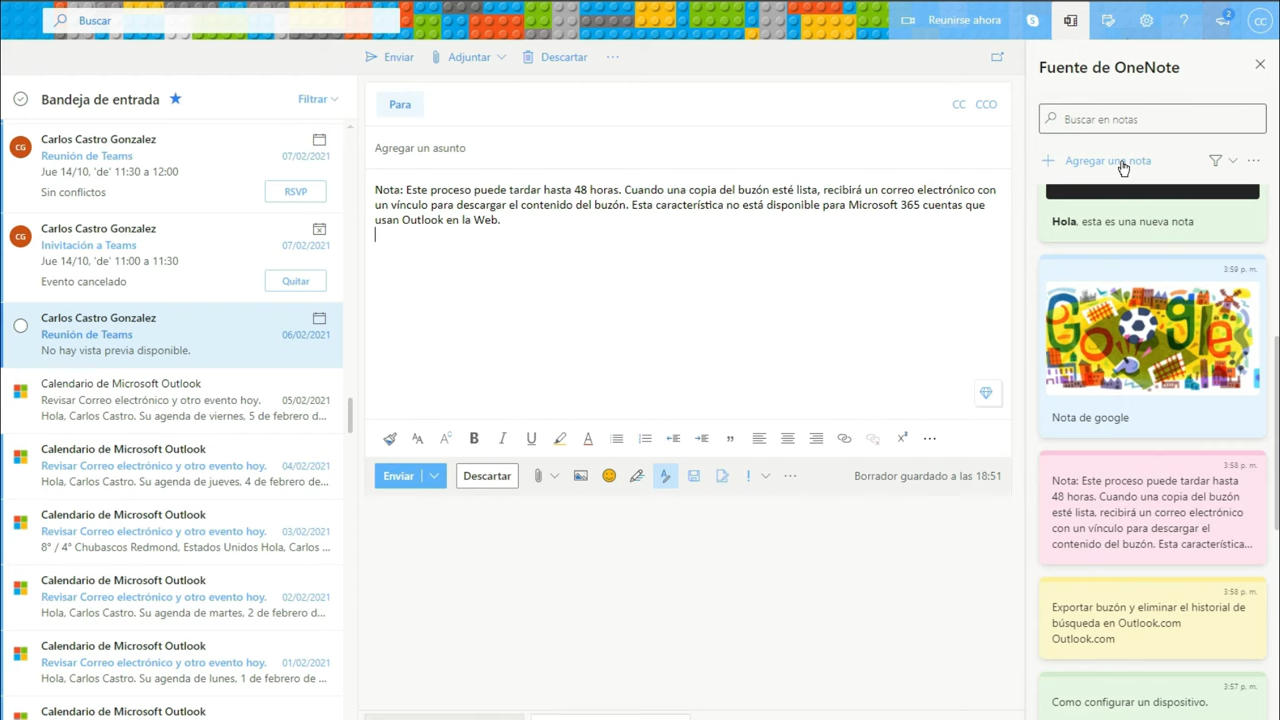 Buscar
Reunirse ahora
2
CC
Enviar
Adjuntar
Descartar
Bandeja de entrada
Filtrar
Carlos Castro Gonzalez
CG
Reunión de Teams
07/02/2021
Jue 14/10, 'de' 11:30 a 12:00
Sin conflictos
RSVP
Carlos Castro Gonzalez
CG
Inivitación a Teams
07/02/2021
Jue 14/10, 'de' 11:00 a 11:30
Evento cancelado
Quitar
Carlos Castro Gonzalez
Reunión de Teams
06/02/2021
No hay vista previa disponible.
Calendario de Microsoft Outlook
Revisar Correo electrónico y otro evento hoy.
05/02/2021
Hola, Carlos Castro. Su agenda de viernes, 5 de febrero d...
Calendario de Microsoft Outlook
Revisar Correo electrónico y otro evento hoy.
04/02/2021
Hola, Carlos Castro. Su agenda de jueves, 4 de febrero de...
Calendario de Microsoft Outlook
Revisar Correo electrónico y otro evento hoy.
03/02/2021
8° / 4° Chubascos Redmond, Estados Unidos Hola, Carlos ...
Calendario de Microsoft Outlook
Revisar Correo electrónico y otro evento hoy.
02/02/2021
Hola, Carlos Castro. Su agenda de martes, 2 de febrero d...
Calendario de Microsoft Outlook
Revisar Correo electrónico y otro evento hoy.
01/02/2021
Hola, Carlos Castro. Su agenda de lunes, 1 de febrero de ...
Calendario de Microsoft Outlook
Para
CC
CCO
Agregar un asunto
Nota: Este proceso puede tardar hasta 48 horas. Cuando una copia del buzón esté lista, recibirá un correo electrónico con
un vínculo para descargar el contenido del buzón. Esta característica no está disponible para Microsoft 365 cuentas que
usan Outlook en la Web.
Enviar
Descartar
Borrador guardado a las 18:51
Fuente de OneNote
Buscar en notas
Agregar una nota
Hola, esta es una nueva nota
3:59 p. m.
Google
Nota de google
3:58 p. m.
Nota: Este proceso puede tardar hasta
48 horas. Cuando una copia del buzón
esté lista, recibirá un correo electrónico
con un vínculo para descargar el
contenido del buzón. Esta característica...
3:58 p. m.
Exportar buzón y eliminar el historial de
búsqueda en Outlook.com
Outlook.com
3:57 p. m.
Como configurar un dispositivo.